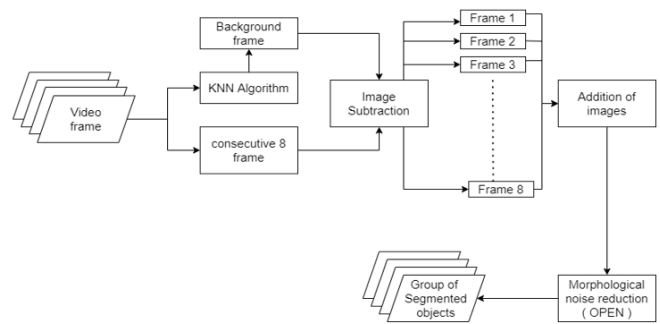 Video
frame
Background
frame
KNN Algorithm
consecutive 8
frame
Image
Subtraction
Frame 1
Frame 2
Frame 3
Frame 8
Addition of
images
Morphological
noise reduction
( OPEN )
Group of
Segmented
objects